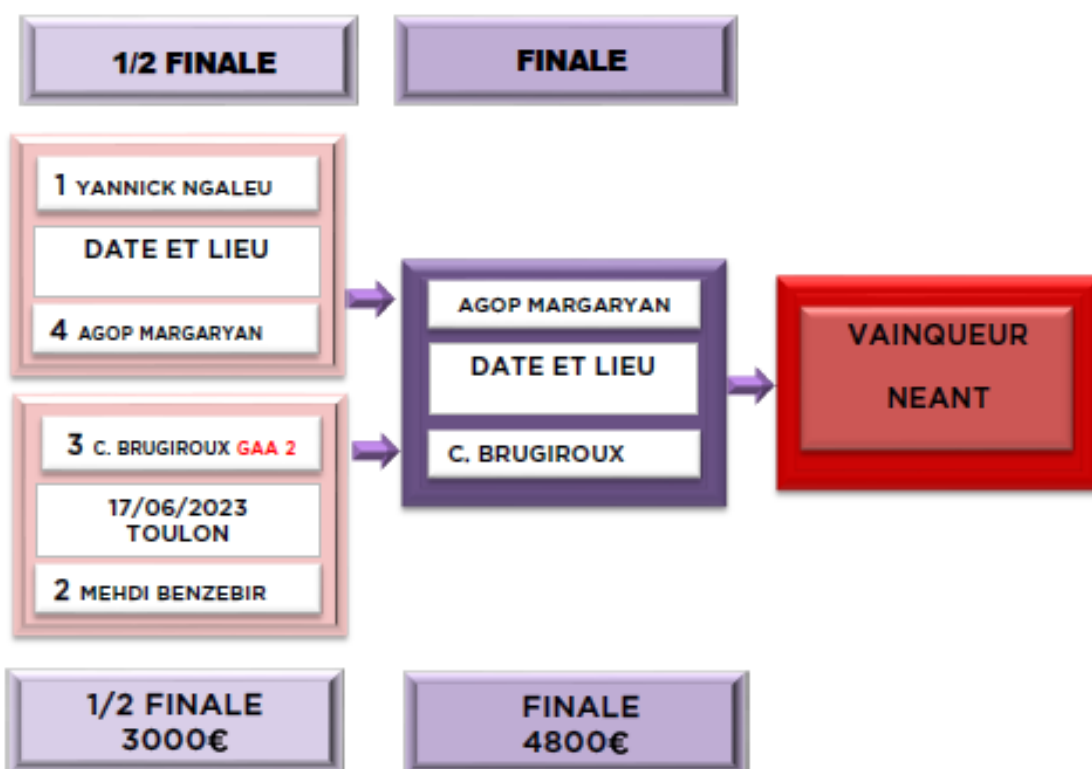 1/2 FINALE
FINALE
1 YANNICK NGALEU
DATE ET LIEU
4 AGOP MARGARYAN
3 C. BRUGIROUX GAA 2
17/06/2023
TOULON
2 MEHDI BENZEBIR
AGOP MARGARYAN
DATE ET LIEU
C. BRUGIROUX
VAINQUEUR
NEANT
1/2 FINALE
3000€
FINALE
4800€